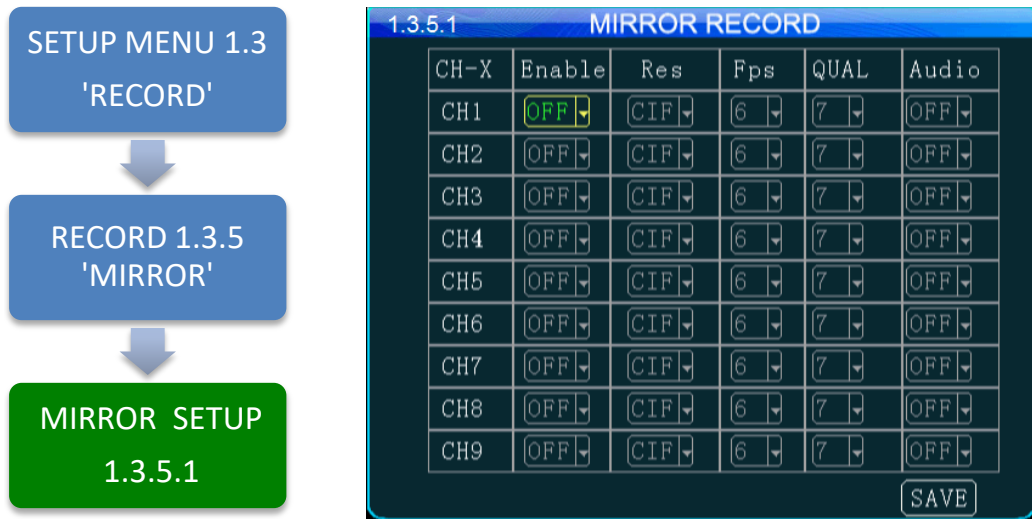 SETUP MENU 1.3
'RECORD'
RECORD 1.3.5
'MIRROR'
MIRROR SETUP
1.3.5.1
1.3.5.1 MIRROR RECORD
CH-X Enable Res Fps QUAL Audio
CH1 OFF CIF 6 7 OFF
CH2 OFF CIF 6 7 OFF
CH3 OFF CIF 6 7 OFF
CH4 OFF CIF 6 7 OFF
CH5 OFF CIF 6 7 OFF
CH6 OFF CIF 6 7 OFF
CH7 OFF CIF 6 7 OFF
CH8 OFF CIF 6 7 OFF
CH9 OFF CIF 6 7 OFF
SAVE